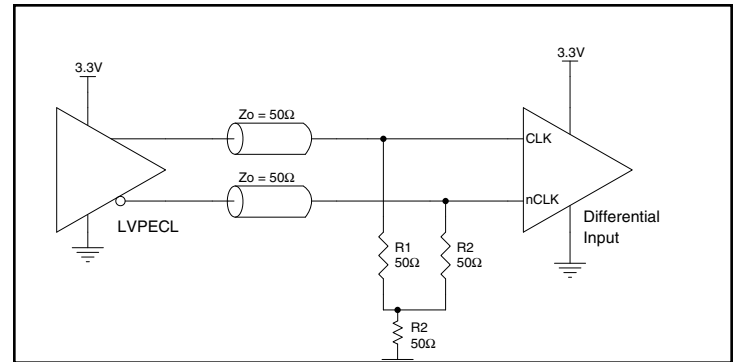 3.3V
3.3V
Zo = 50Ω
CLK
Zo = 50Ω
nCLK
LVPECL
Differential
Input
R1
50Ω
R2
50Ω
R2
50Ω